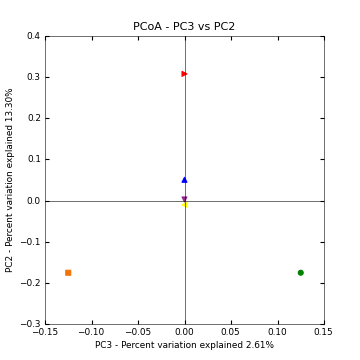 PCoA - PC3 vs PC2
0.4
0.3
0.2
0.1
0.0
−0.1
−0.2
−0.3
PC2 - Percent variation explained 13.30%
−0.15 −0.10 −0.05 0.00 0.05 0.10 0.15
PC3 - Percent variation explained 2.61%